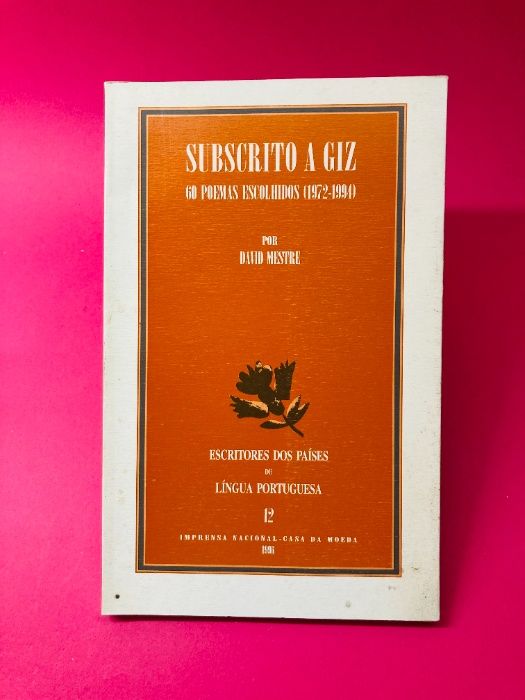 SUBSCRITO A GIZ
60 POEMAS ESCOLHIDOS (1972-1994)
POR
DAVID MESTRE
ESCRITORES DOS PAÍSES
DE
LÍNGUA PORTUGUESA
12
IMPRENSA NACIONAL-CASA DA MOEDA
1996